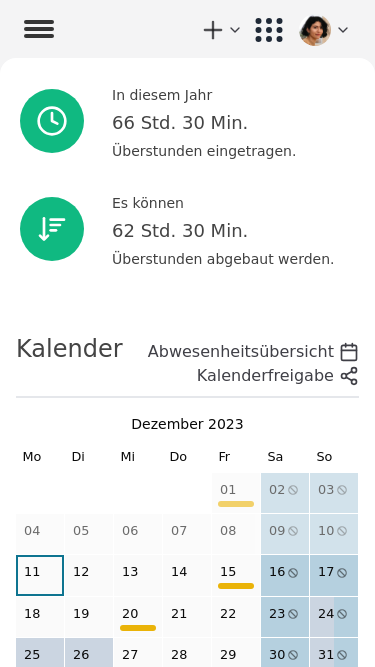 In diesem Jahr
66 Std. 30 Min.
Überstunden eingetragen.
Es können
62 Std. 30 Min.
Überstunden abgebaut werden.
Kalender
Abwesenheitsübersicht
Kalenderfreigabe
Dezember 2023
Mo Di Mi Do Fr Sa So
01 02 03
04 05 06 07 08 09 10
11 12 13 14 15 16 17
18 19 20 21 22 23 24
25 26 27 28 29 30 31